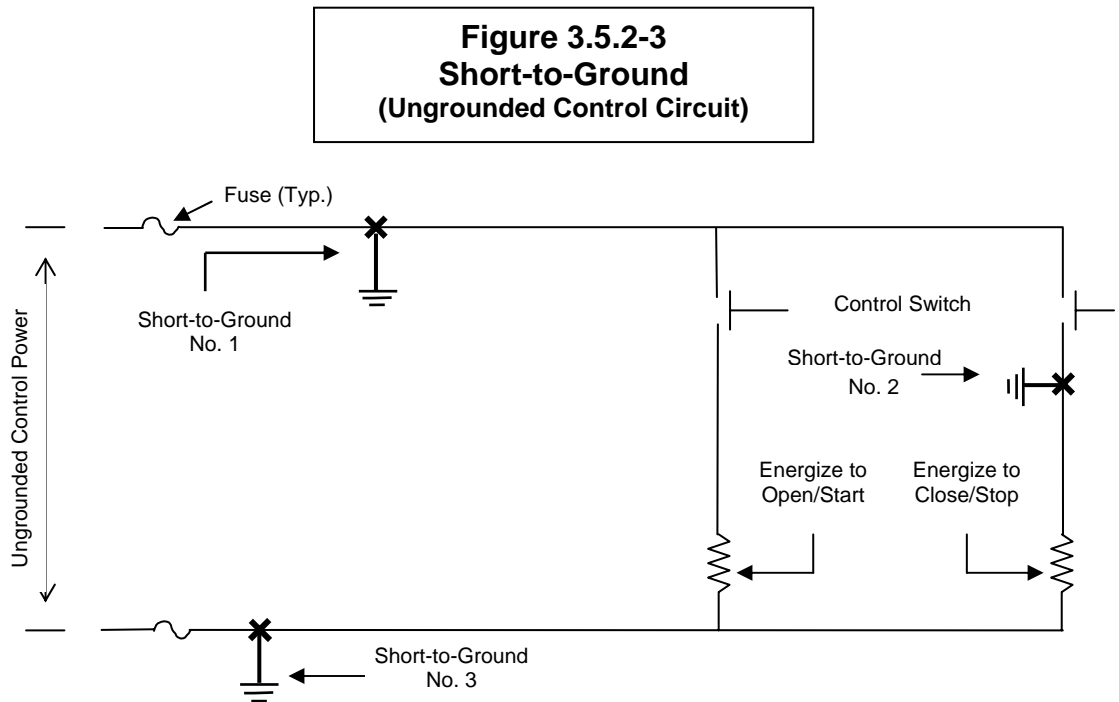 Figure 3.5.2-3
Short-to-Ground
(Ungrounded Control Circuit)
Fuse (Typ.)
Short-to-Ground
No. 1
Control Switch
Short-to-Ground
No. 2
Ungrounded Control Power
Energize to
Open/Start
Energize to
Close/Stop
Short-to-Ground
No. 3